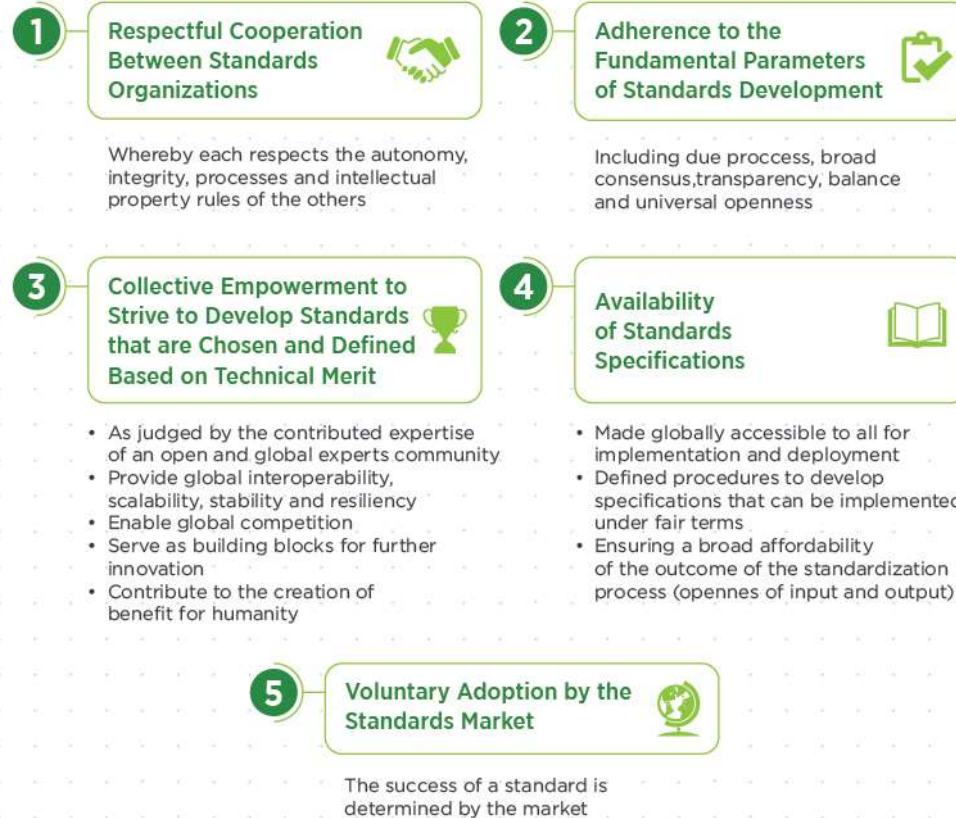 1
Respectful Cooperation
Between Standards
Organizations
Whereby each respects the autonomy,
integrity, processes and intellectual
property rules of the others
2
Adherence to the
Fundamental Parameters
of Standards Development
Including due proccess, broad
consensus,transparency, balance
and universal openness
3
Collective Empowerment to
Strive to Develop Standards
that are Chosen and Defined
Based on Technical Merit
• As judged by the contributed expertise
of an open and global experts community
• Provide global interoperability,
scalability, stability and resiliency
• Enable global competition
• Serve as building blocks for further
innovation
• Contribute to the creation of
benefit for humanity
4
Availability
of Standards
Specifications
• Made globally accessible to all for
implementation and deployment
• Defined procedures to develop
specifications that can be implemented
under fair terms
• Ensuring a broad affordability
of the outcome of the standardization
process (opennes of input and output)
5
Voluntary Adoption by the
Standards Market
The success of a standard is
determined by the market